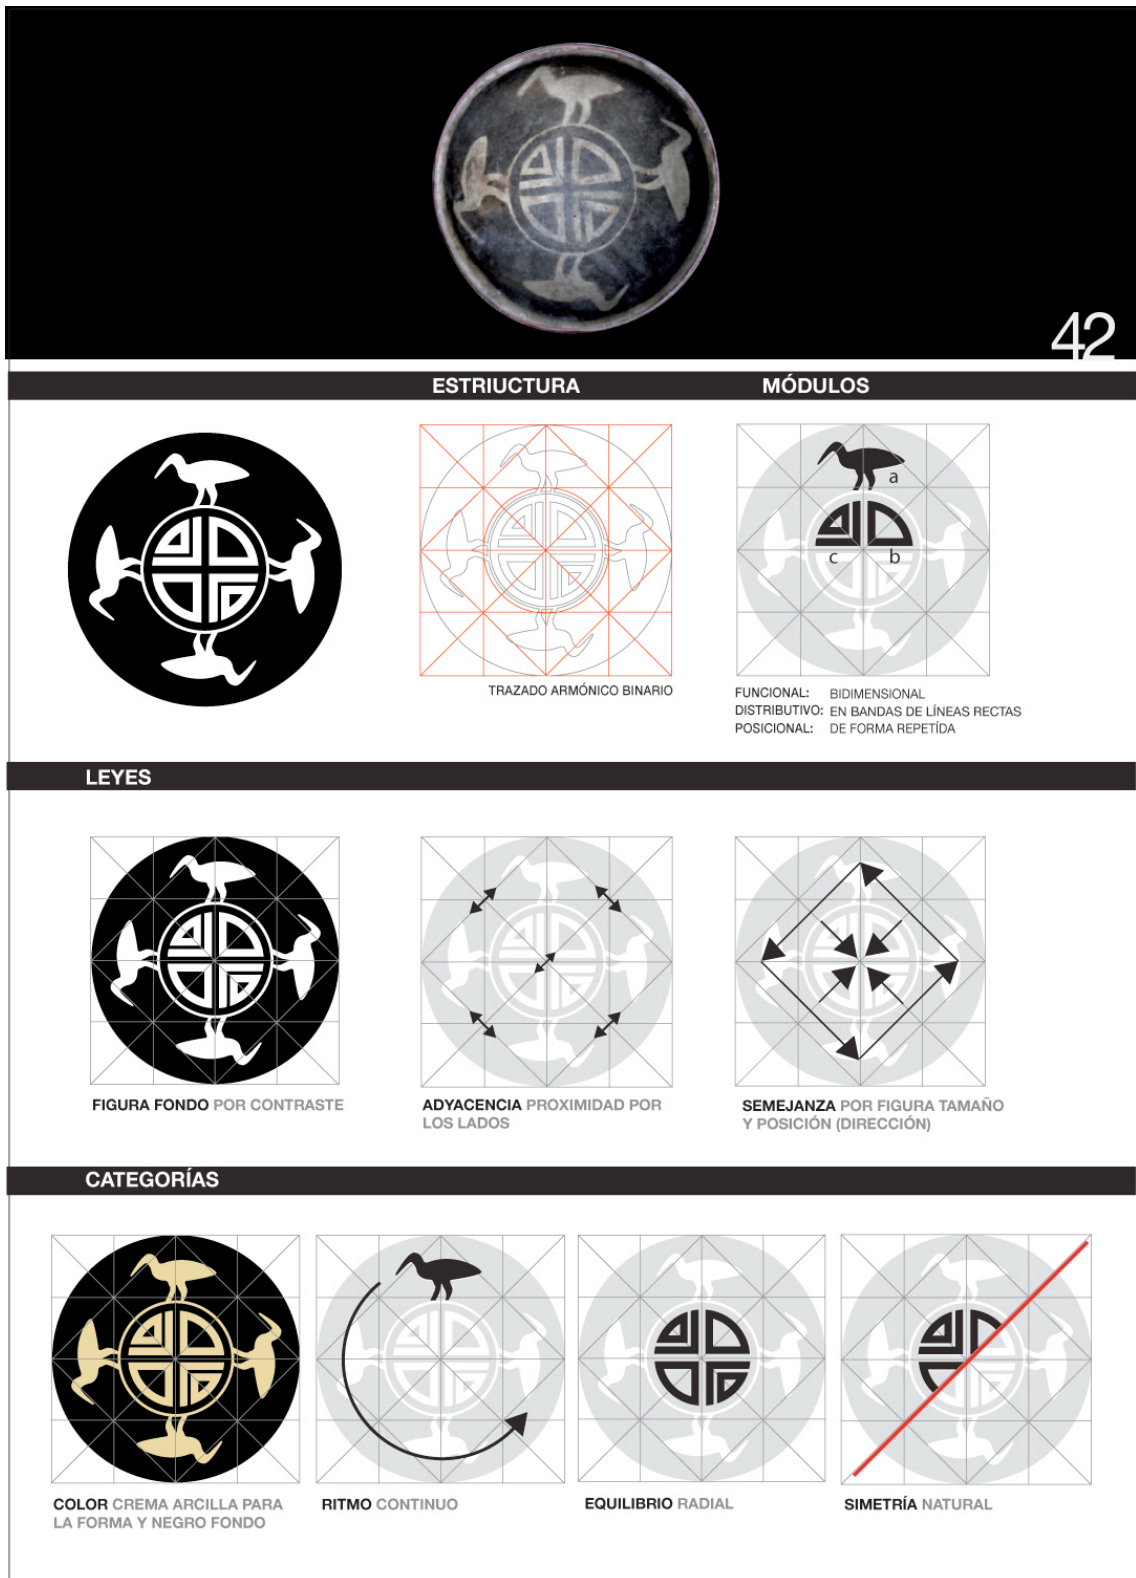 42
ESTRIUCTURA
MÓDULOS
a
c
b
TRAZADO ARMÓNICO BINARIO
FUNCIONAL: BIDIMENSIONAL
DISTRIBUTIVO: EN BANDAS DE LÍNEAS RECTAS
POSICIONAL: DE FORMA REPETÍDA
LEYES
FIGURA FONDO POR CONTRASTE
ADYACENCIA PROXIMIDAD POR
LOS LADOS
SEMEJANZA POR FIGURA TAMAÑO
Y POSICIÓN (DIRECCIÓN)
CATEGORÍAS
COLOR CREMA ARCILLA PARA
LA FORMA Y NEGRO FONDO
RITMO CONTINUO
EQUILIBRIO RADIAL
SIMETRÍA NATURAL